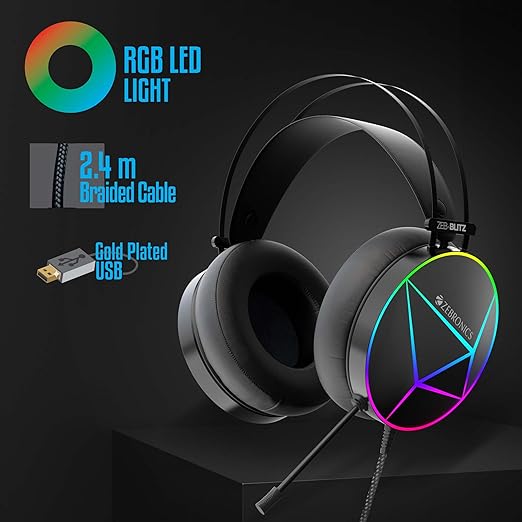 RGB LED
LIGHT
2.4 m
Braided Cable
Gold Plated
USB
ZEB-BLITZ
ZEBRONICS